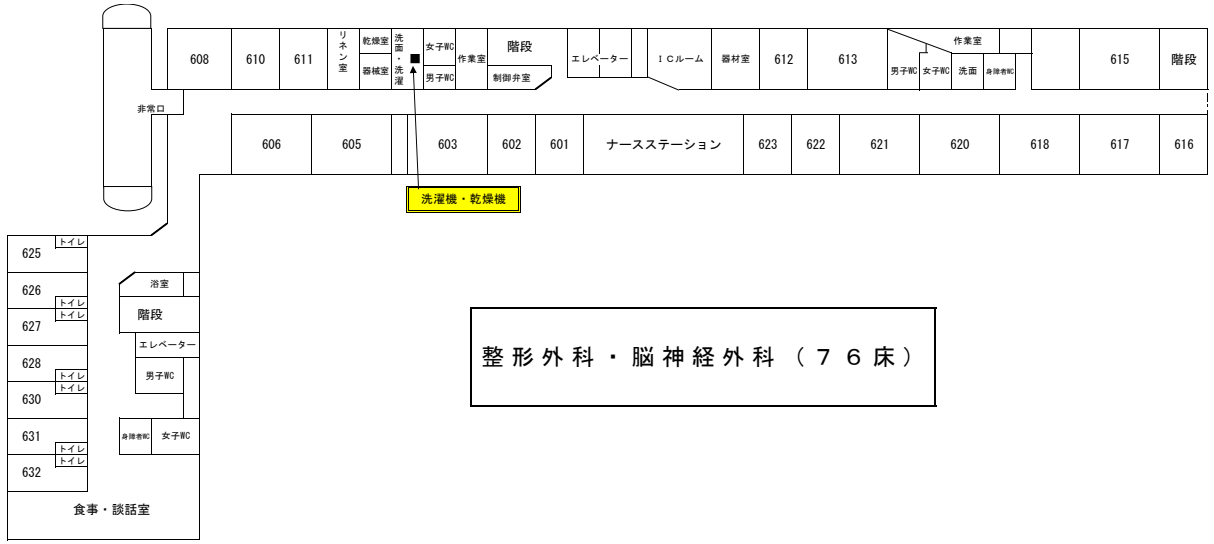 608
610
611
リネン室
乾燥室
器械室
洗面・洗濯
女子WC
男子WC
作業室
階段
制御弁室
エレベーター
ICルーム
器材室
612
613
作業室
男子WC
女子WC
洗面
身障者WC
615
階段
非常口
606
605
603
602
601
ナースステーション
623
622
621
620
618
617
616
洗濯機・乾燥機
625
トイレ
626
トイレ
627
トイレ
628
トイレ
630
トイレ
631
トイレ
632
トイレ
浴室
階段
エレベーター
男子WC
身障者WC
女子WC
食事・談話室
整形外科・脳神経外科(76床)